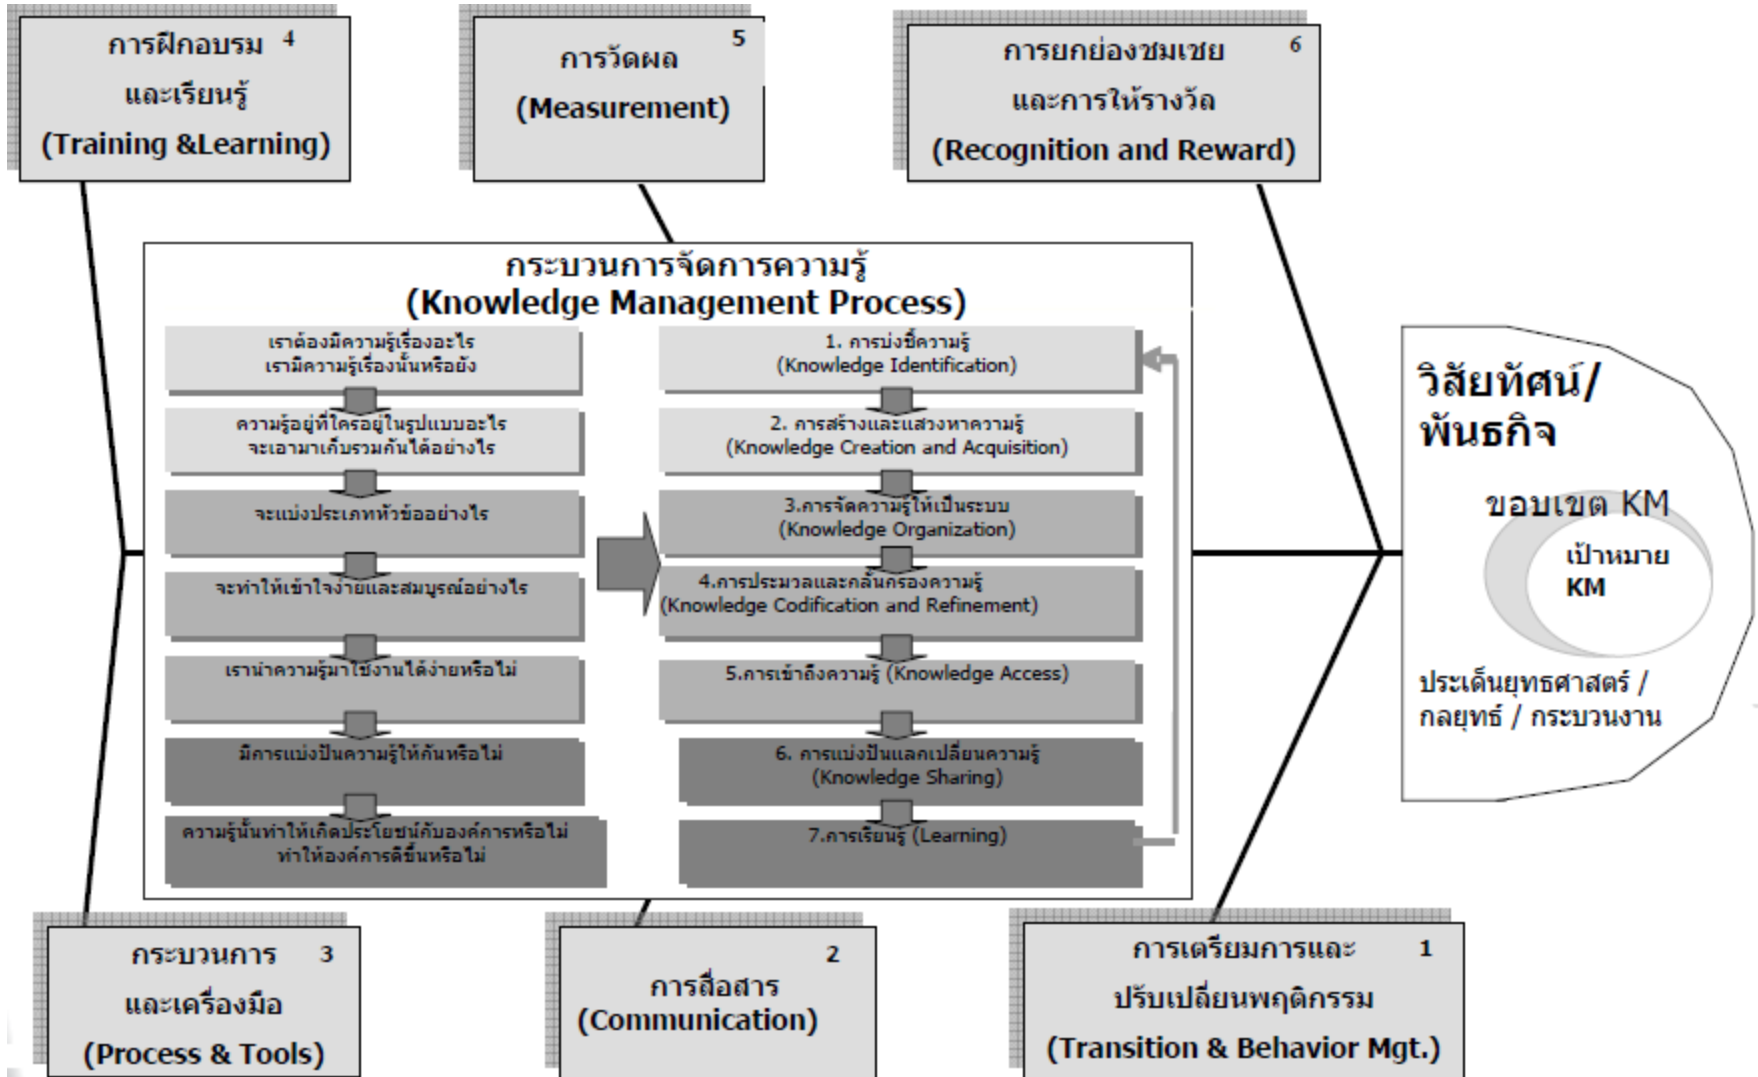 การฝึกอบรม 4
และเรียนรู้
(Training &Learning)
5
การวัดผล
(Measurement)
การยกย่องชมเชย 6
และการให้รางวัล
(Recognition and Reward)
กระบวนการจัดการความรู้
(Knowledge Management Process)
เราต้องมีความรู้เรื่องอะไร
เรามีความรู้เรื่องนั้นหรือยัง
ความรู้อยู่ที่ใครอยู่ในรูปแบบอะไร
จะเอามาเก็บรวมกันได้อย่างไร
จะแบ่งประเภทหัวข้ออย่างไร
จะทำให้เข้าใจง่ายและสมบูรณ์อย่างไร
เรานำความรู้มาใช้งานได้ง่ายหรือไม่
มีการแบ่งปันความรู้ให้กันหรือไม่
ความรู้นั้นทำให้เกิดประโยชน์กับองค์การหรือไม่
ทำให้องค์การดีขึ้นหรือไม่
1. การบ่งชี้ความรู้
(Knowledge Identification)
2. การสร้างและแสวงหาความรู้
(Knowledge Creation and Acquisition)
3.การจัดความรู้ให้เป็นระบบ
(Knowledge Organization)
4.การประมวลและกลั่นกรองความรู้
(Knowledge Codification and Refinement)
5.การเข้าถึงความรู้ (Knowledge Access)
6. การแบ่งปันแลกเปลี่ยนความรู้
(Knowledge Sharing)
7.การเรียนรู้ (Learning)
วิสัยทัศน์/
พันธกิจ
ขอบเขต KM
เป้าหมาย
KM
ประเด็นยุทธศาสตร์ /
กลยุทธ์ / กระบวนงาน
กระบวนการ 3
และเครื่องมือ
(Process & Tools)
2
การสื่อสาร
(Communication)
การเตรียมการและ 1
ปรับเปลี่ยนพฤติกรรม
(Transition & Behavior Mgt.)